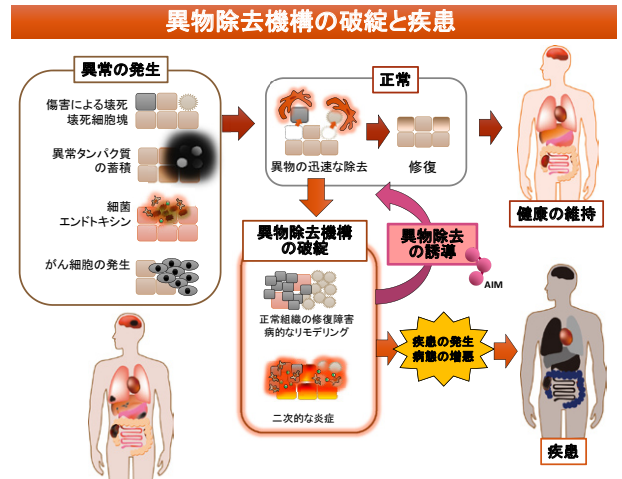 異物除去機構の破綻と疾患
異常の発生
傷害による壊死
壊死細胞塊
異常タンパク質
の蓄積
細菌
エンドトキシン
がん細胞の発生
正常
異物の迅速な除去
修復
健康の維持
異物除去機構
の破綻
正常組織の修復障害
病的なリモデリング
二次的な炎症
異物除去
の誘導
AIM
疾患の発生
病態の増悪
疾患